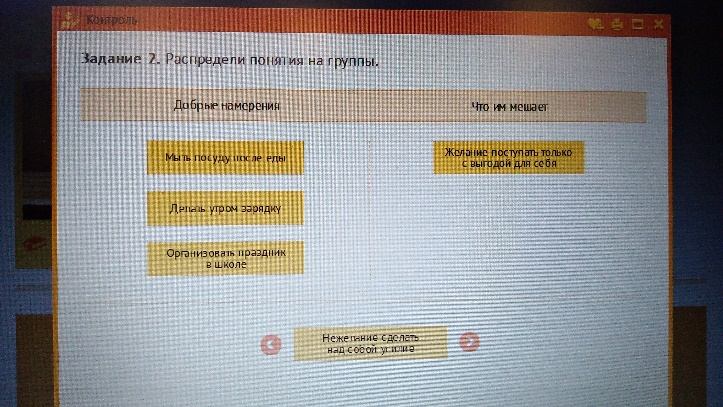 Контроль
Задание 2. Распредели понятия на группы.
Добрые намерения
Что им мешает
Мыть посуду после еды
Желание поступать только
с выгодой для себя
Делать утром зарядку
Организовать праздник
в школе
Нежелание сделать
над собой усилие